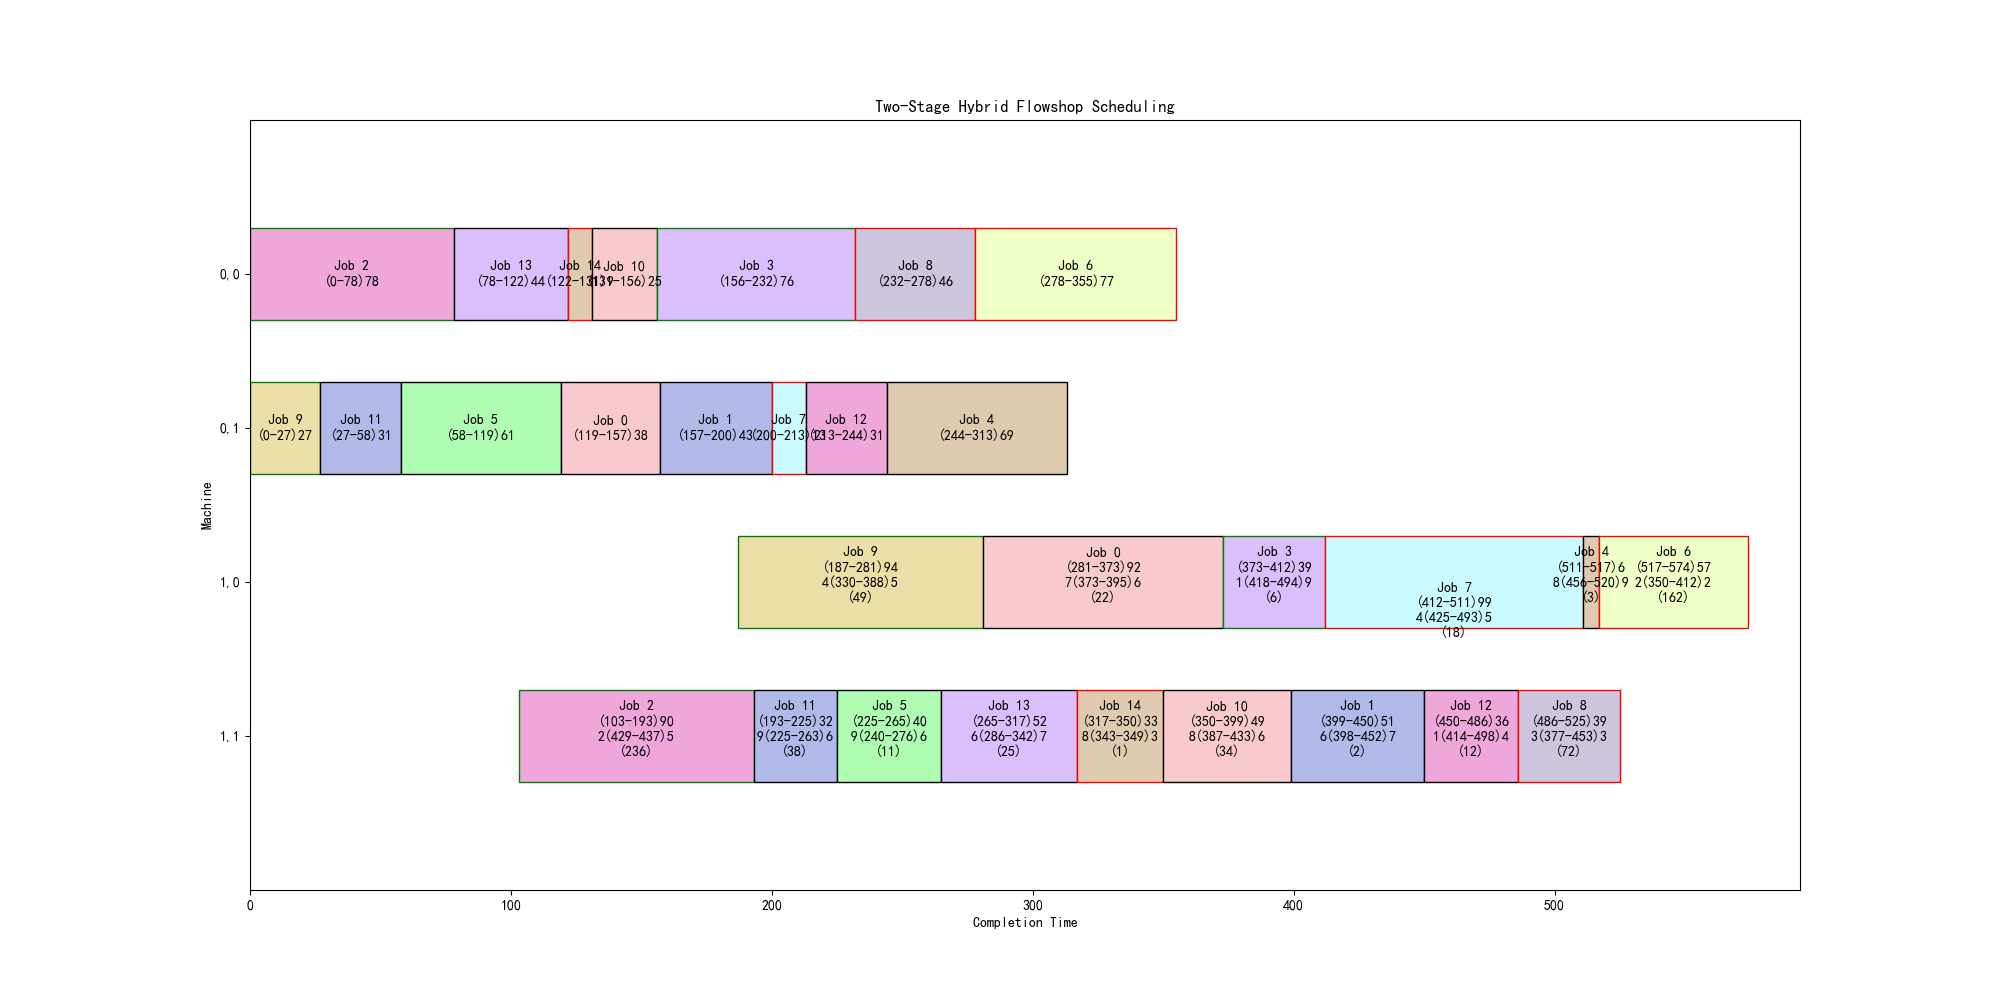 Two-Stage Hybrid Flowshop Scheduling
0,0
Job 2
(0-78)78
Job 13
(78-122)44
Job 14
Job 10
Job 3
(156-232)76
Job 8
(232-278)46
Job 6
(278-355)77
0,1
Job 9
(0-27)27
Job 11
(27-58)31
Job 5
(58-119)61
Job 0
(119-157)38
Job 1
(157-200)43
Job 7
Job 12
(213-244)31
Job 4
(244-313)69
Machine
1,0
Job 9
(187-281)94
4(330-388)5
(49)
Job 0
(281-373)92
7(373-395)6
(22)
Job 3
(373-412)39
1(418-494)9
(6)
Job 7
(412-511)99
4(425-493)5
(18)
Job 4
(511-517)6
8(456-520)9
(3)
Job 6
(517-574)57
2(350-412)2
(162)
1,1
Job 2
(103-193)90
2(429-437)5
(236)
Job 11
(193-225)32
9(225-263)6
(38)
Job 5
(225-265)40
9(240-276)6
(11)
Job 13
(265-317)52
6(286-342)7
(25)
Job 14
(317-350)33
8(343-349)3
(1)
Job 10
(350-399)49
8(387-433)6
(34)
Job 1
(399-450)51
6(398-452)7
(2)
Job 12
(450-486)36
1(414-498)4
(12)
Job 8
(486-525)39
3(377-453)3
(72)
0 100 200 300 400 500
Completion Time